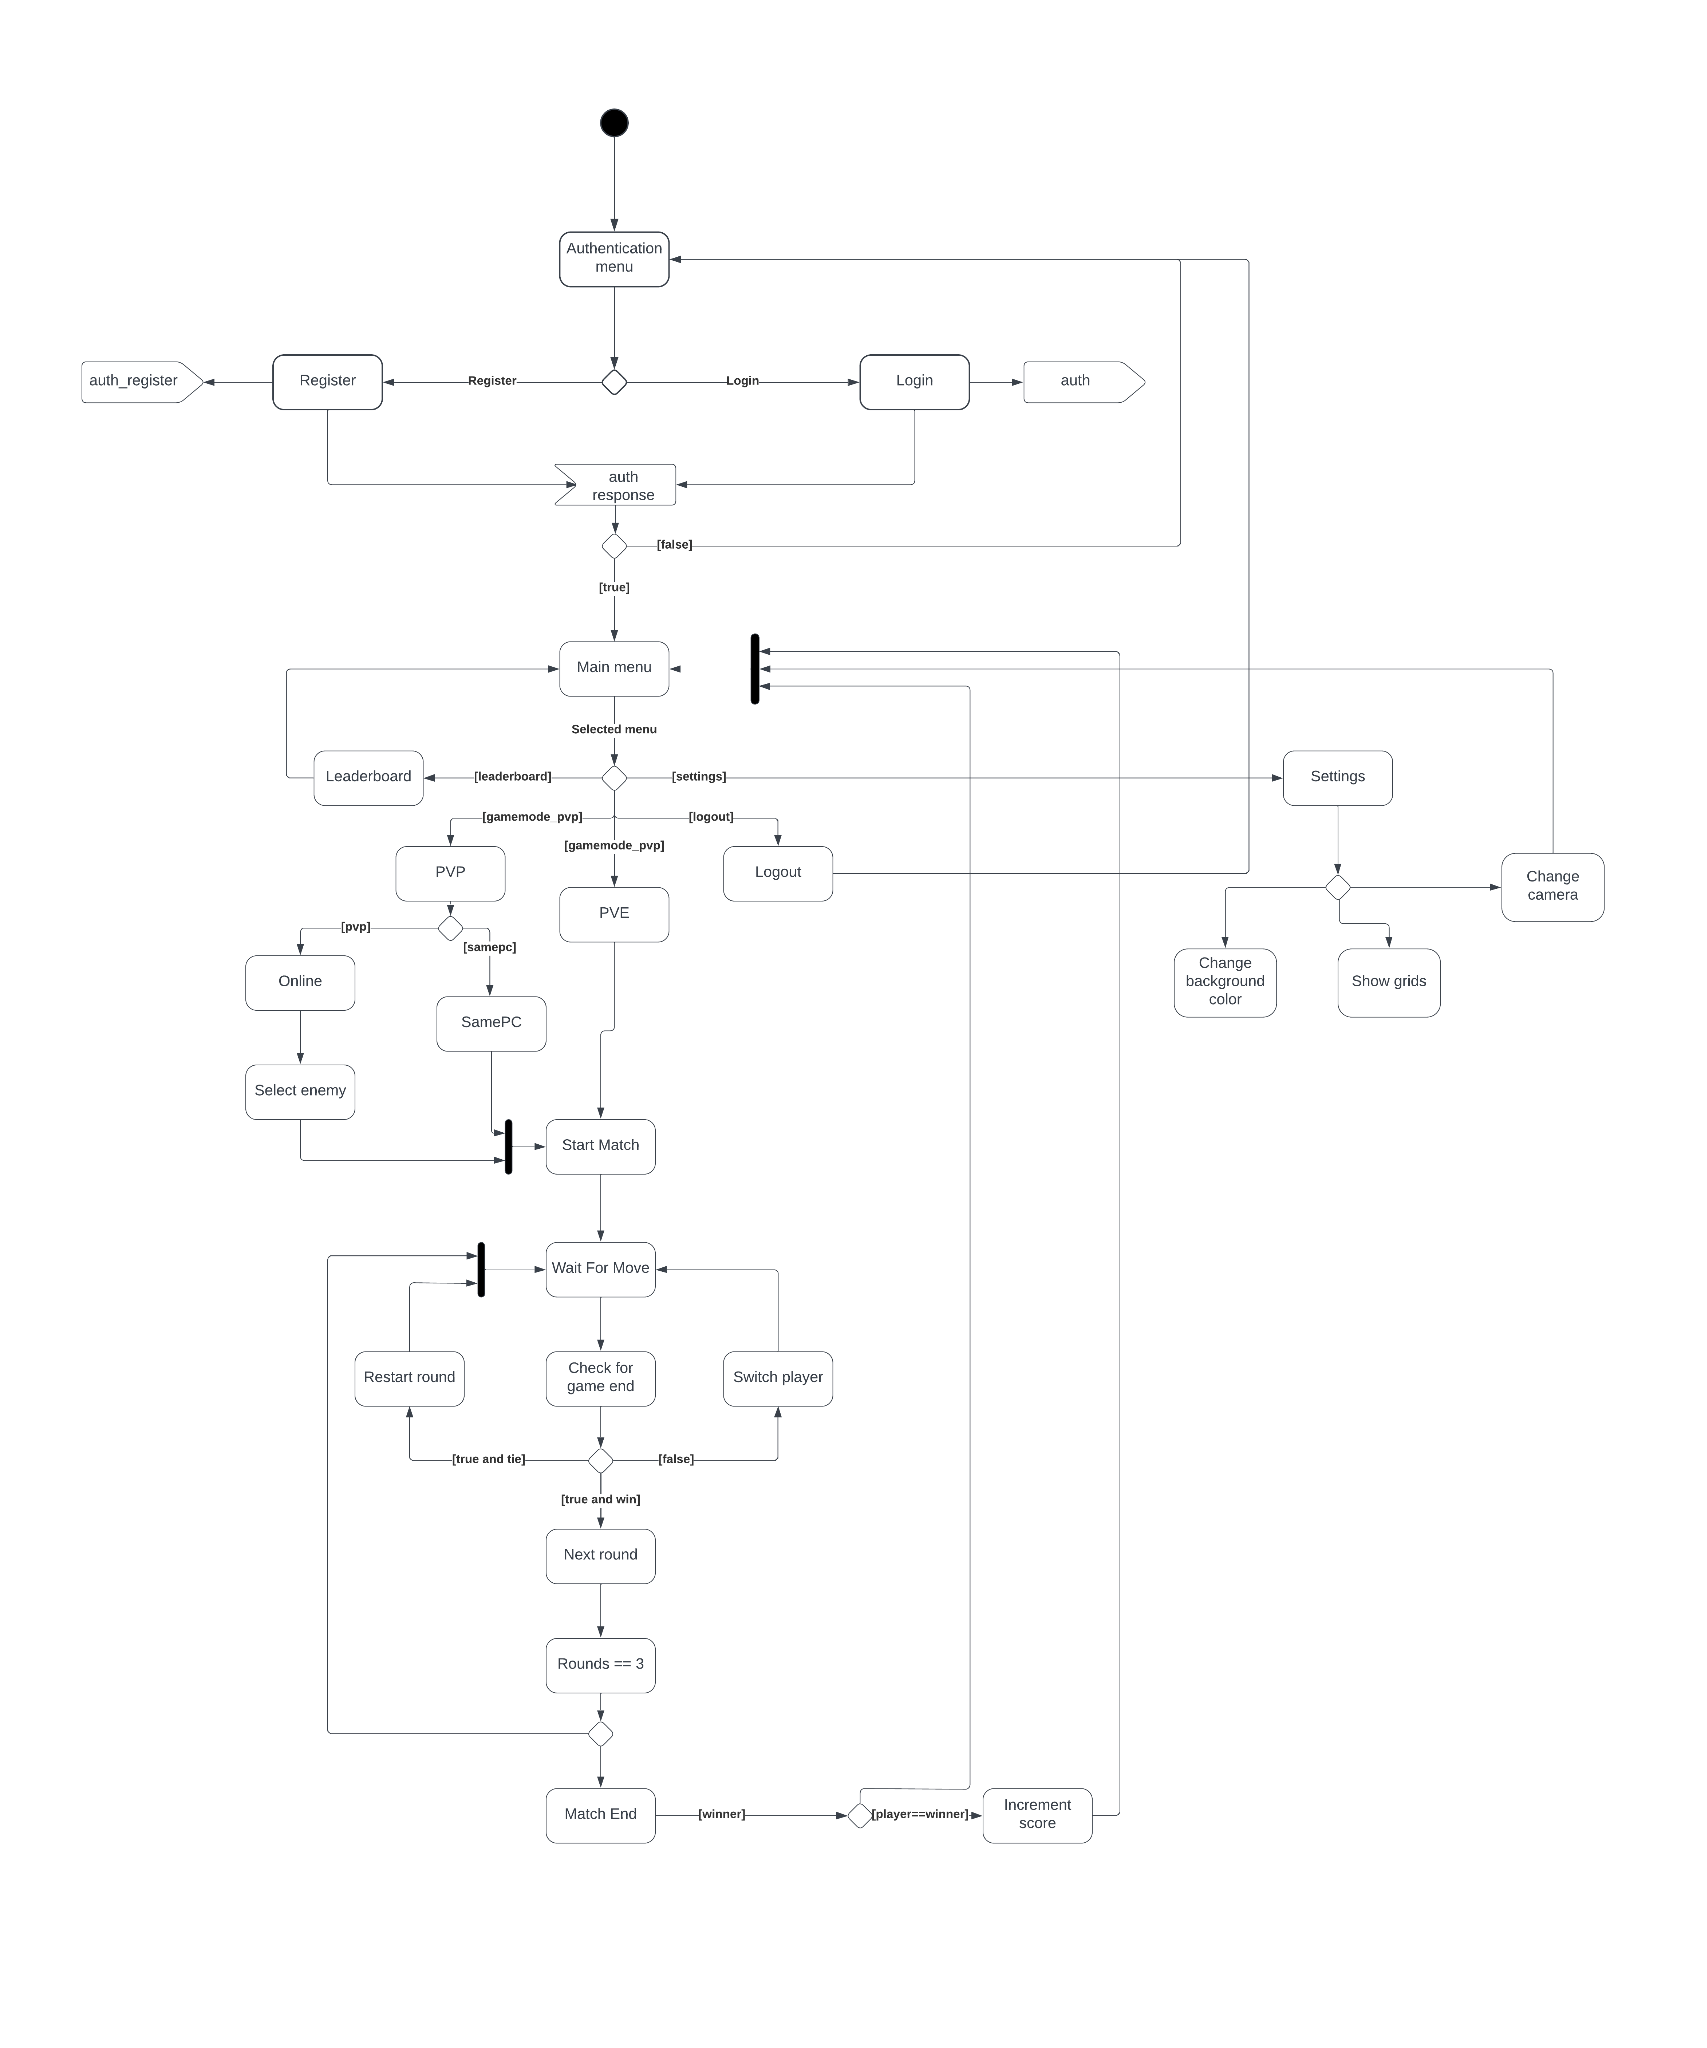 Authentication
menu
auth_register
Register
Register
Login
Login
auth
auth
response
[false]
[true]
Main menu
Selected menu
Leaderboard
[leaderboard]
[settings]
Settings
[gamemode_pvp]
[logout]
[gamemode_pvp]
PVP
Logout
Change
camera
PVE
[pvp]
[samepc]
Online
Change
background
color
Show grids
SamePC
Select enemy
Start Match
Wait For Move
Restart round
Check for
game end
Switch player
[true and tie]
[false]
[true and win]
Next round
Rounds == 3
Match End
[winner]
[player==winner]
Increment
score